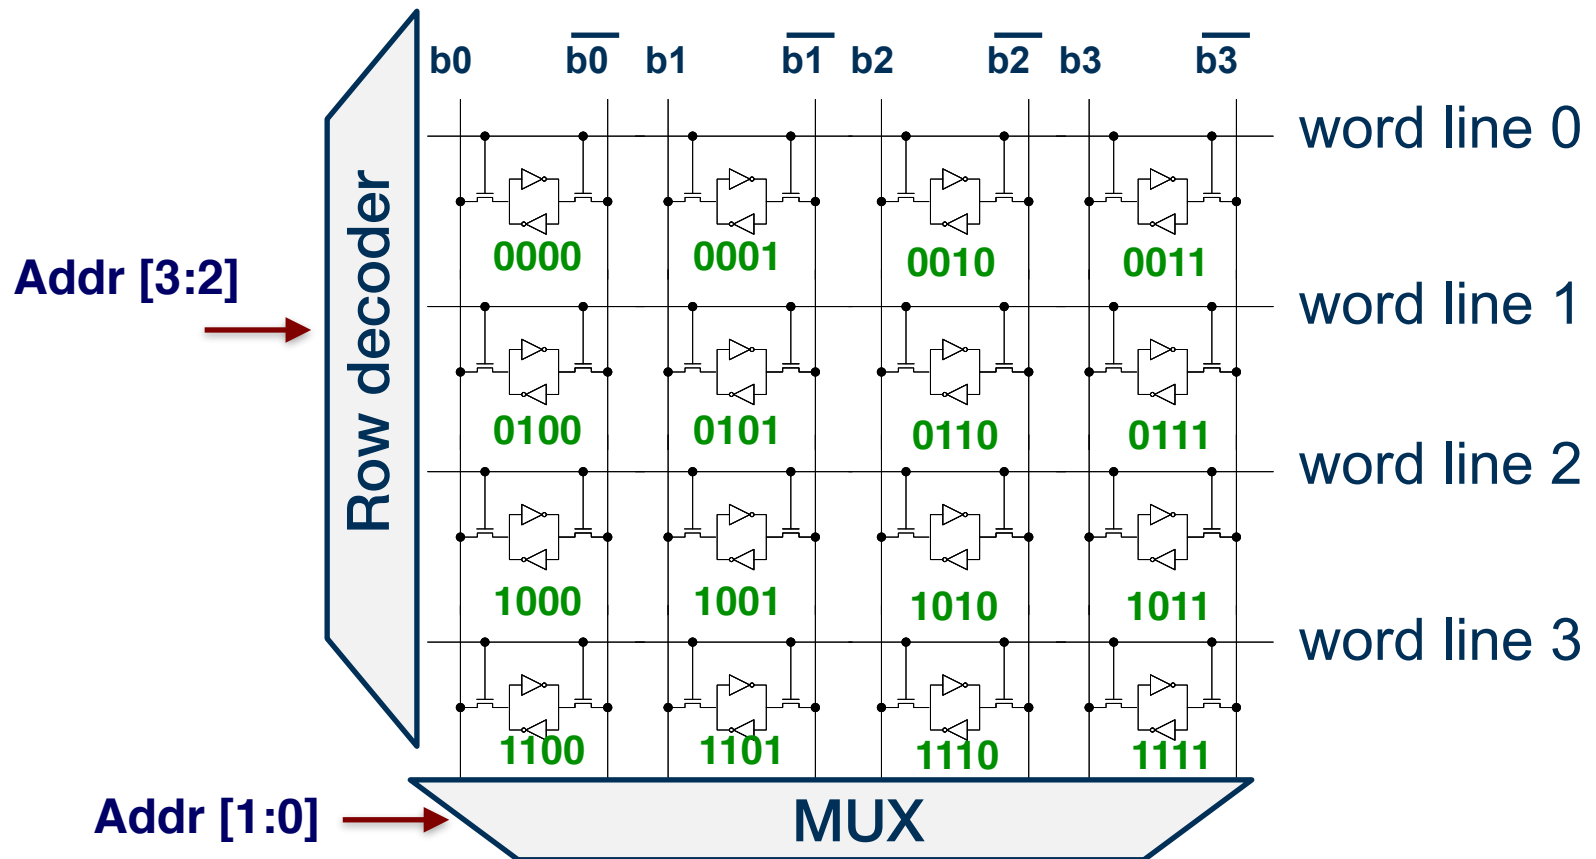 b0 b0 b1 b1 b2 b2 b3 b3
word line 0
0000 0001 0010 0011
Addr [3:2]
Row decoder
word line 1
0100 0101 0110 0111
word line 2
1000 1001 1010 1011
word line 3
1100 1101 1110 1111
Addr [1:0]
MUX